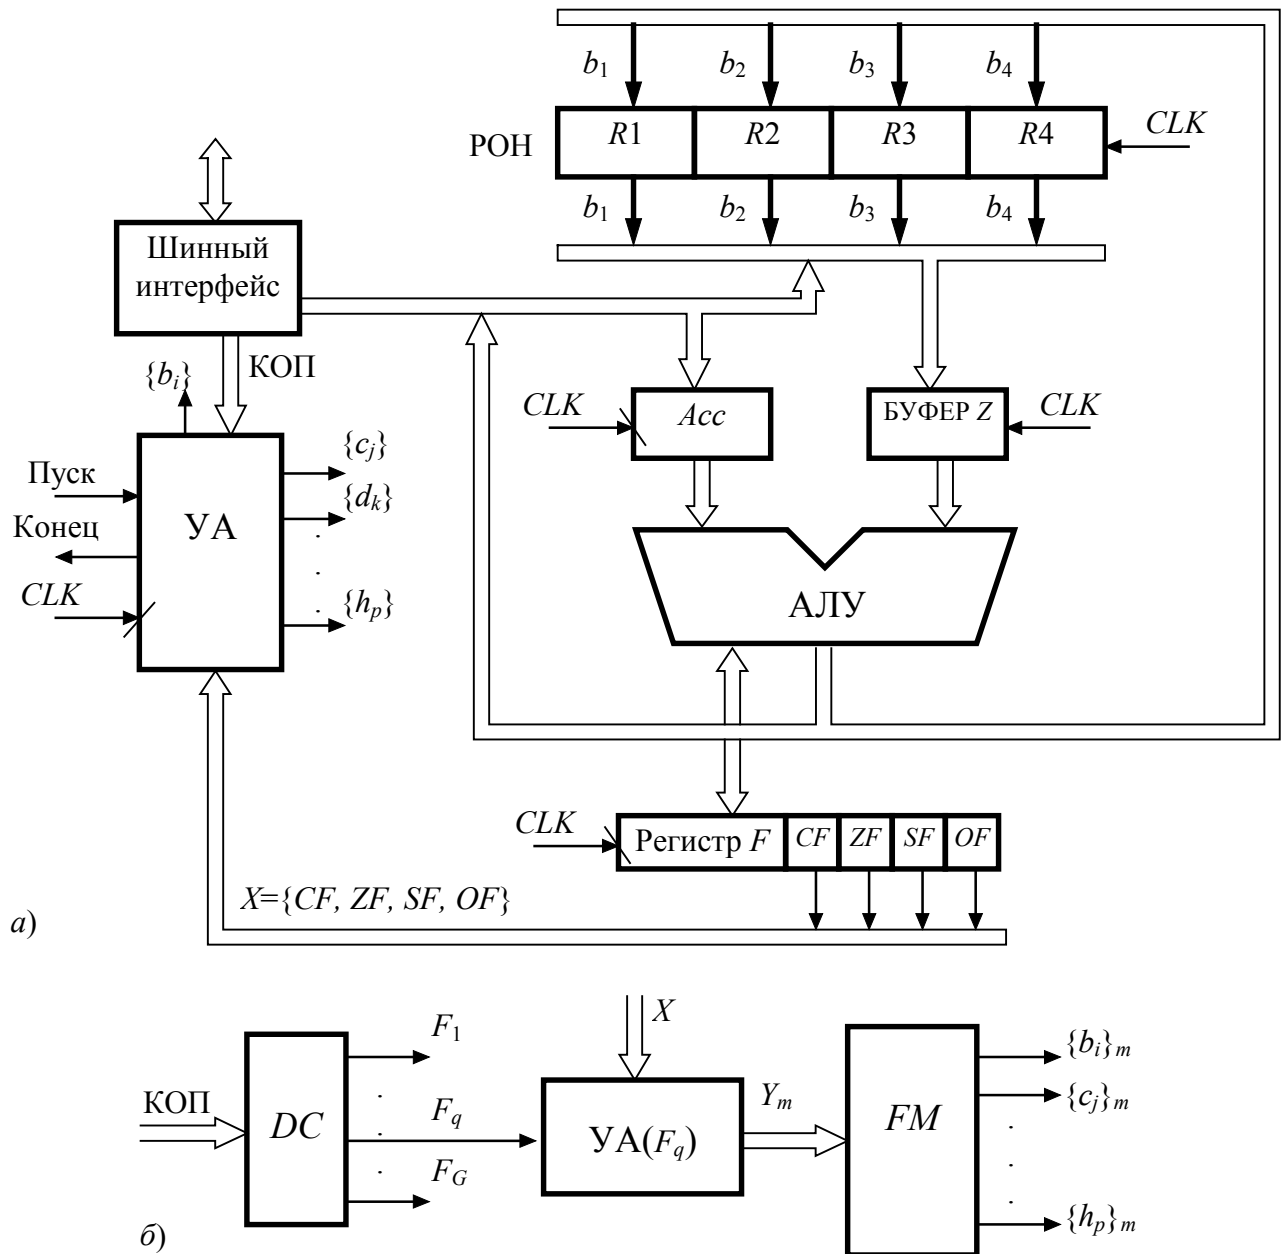 b1 b2 b3 b4
РОН R1 R2 R3 R4 CLK
b1 b2 b3 b4
Шинный
интерфейс
{bi} КОП
CLK Acc БУФЕР Z CLK
Пуск {cj}
Конец УА {dk}
CLK {hp}
АЛУ
CLK Регистр F CF ZF SF OF
X={CF, ZF, SF, OF}
а)
X
КОП DC F1
Fq
FG
УА(Fq) Ym FM
{bi}m
{cj}m
{hp}m
б)